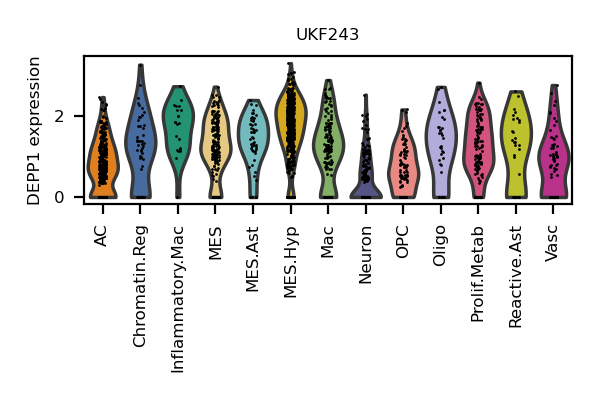 UKF243
DEPP1 expression
2
0
AC
Chromatin.Reg
Inflammatory.Mac
MES
MES.Ast
MES.Hyp
Mac
Neuron
OPC
Oligo
Prolif.Metab
Reactive.Ast
Vasc